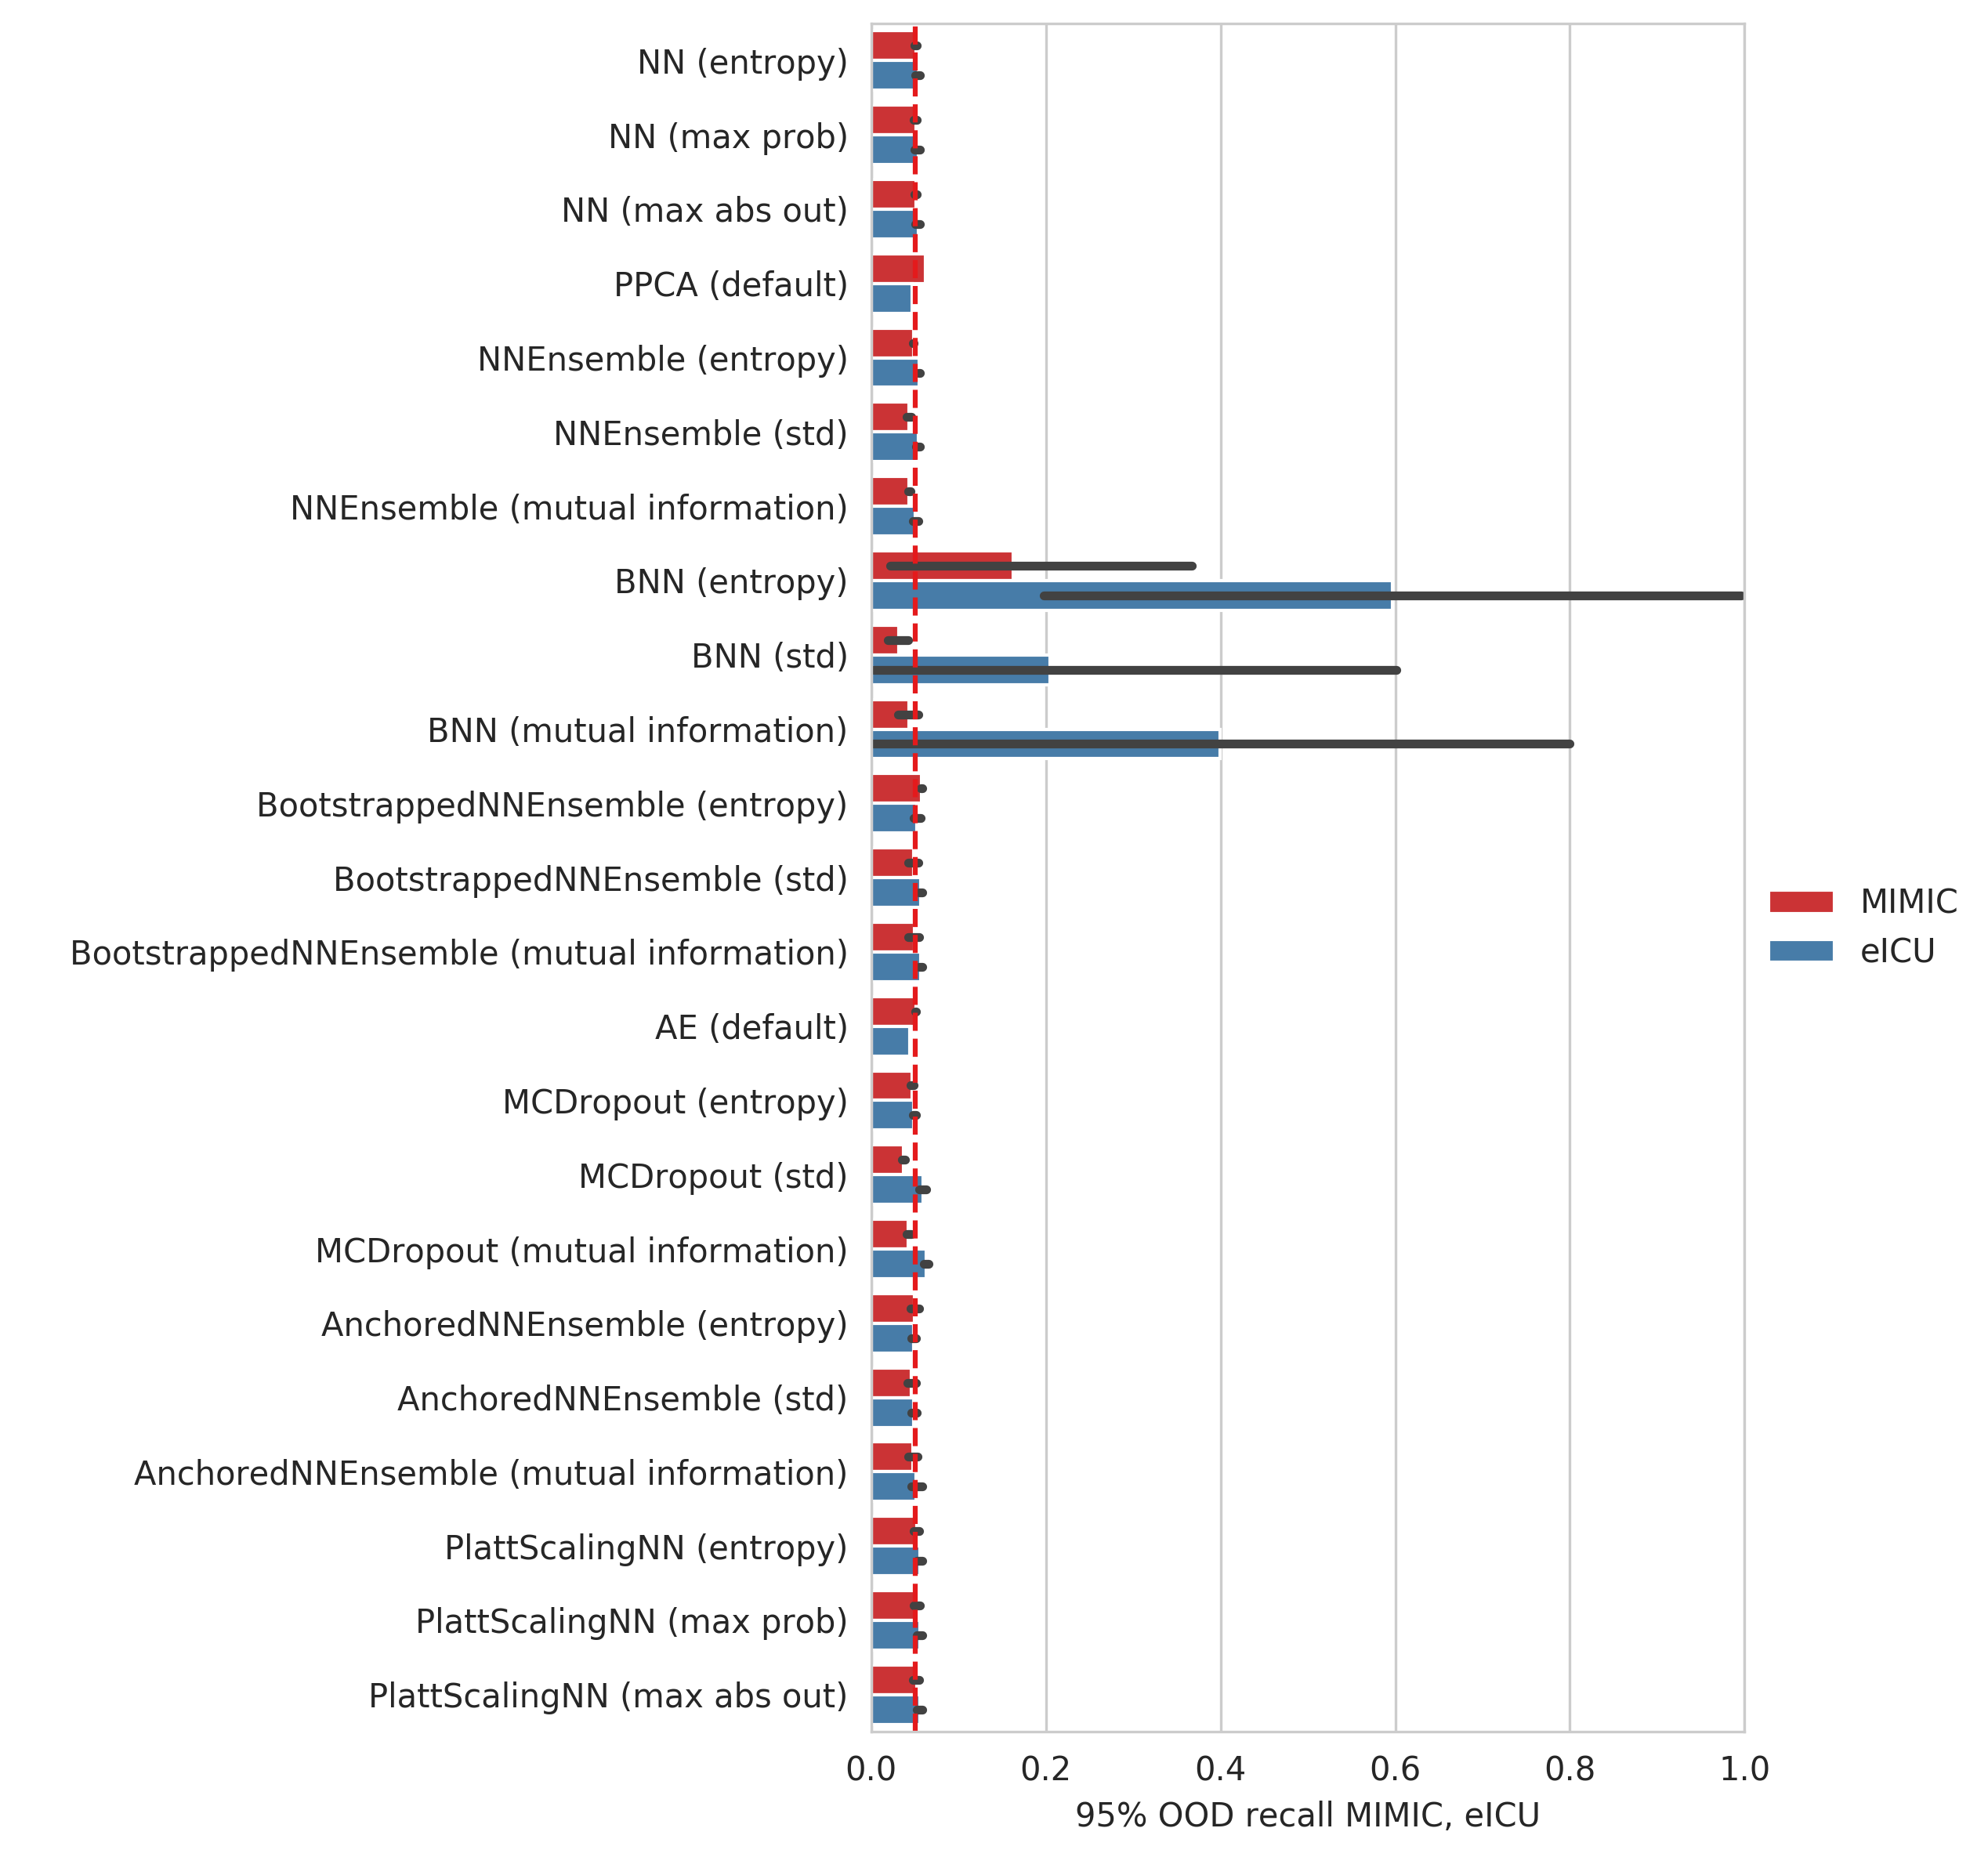 NN (entropy)
NN (max prob)
NN (max abs out)
PPCA (default)
NNEnsemble (entropy)
NNEnsemble (std)
NNEnsemble (mutual information)
BNN (entropy)
BNN (std)
BNN (mutual information)
BootstrappedNNEnsemble (entropy)
BootstrappedNNEnsemble (std)
BootstrappedNNEnsemble (mutual information)
AE (default)
MCDropout (entropy)
MCDropout (std)
MCDropout (mutual information)
AnchoredNNEnsemble (entropy)
AnchoredNNEnsemble (std)
AnchoredNNEnsemble (mutual information)
PlattScalingNN (entropy)
PlattScalingNN (max prob)
PlattScalingNN (max abs out)
MIMIC
eICU
0.0 0.2 0.4 0.6 0.8 1.0
95% OOD recall MIMIC, eICU